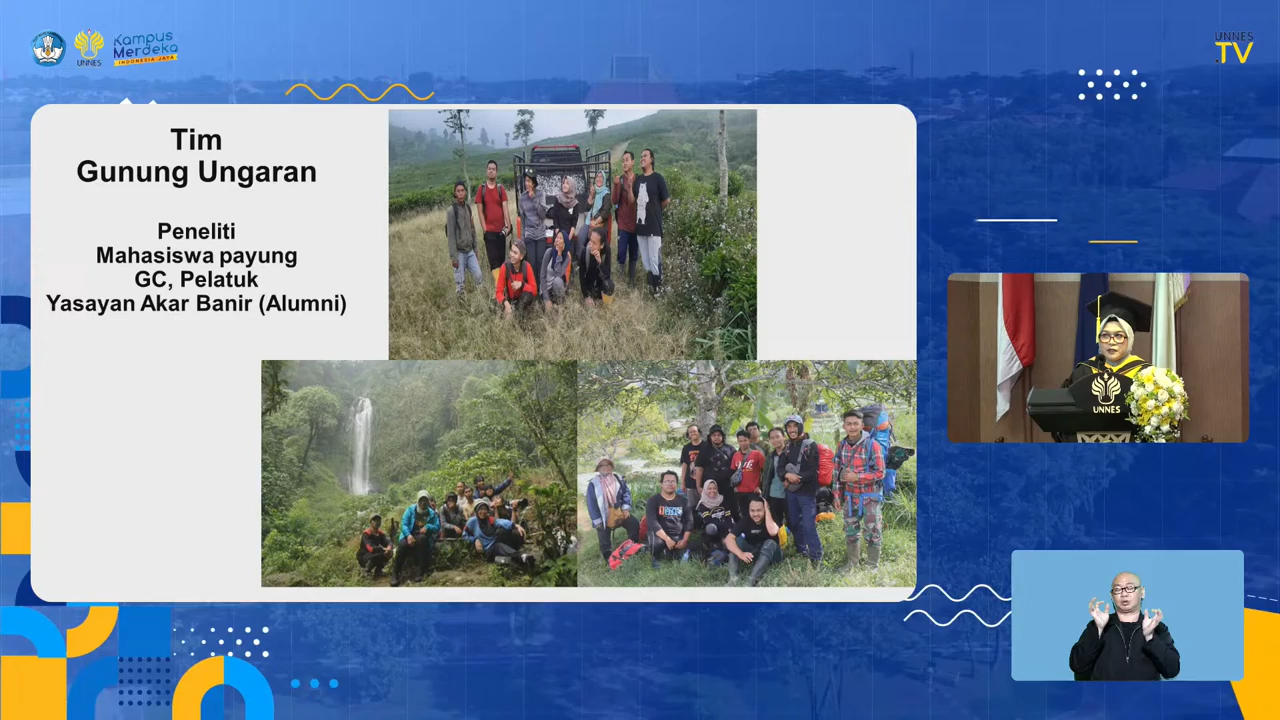 UNNES
Kampus
Merdeka
INDONESIA JAYA
UNNES
.TV
Tim
Gunung Ungaran
Peneliti
Mahasiswa payung
GC, Pelatuk
Yasayan Akar Banir (Alumni)
UNNES